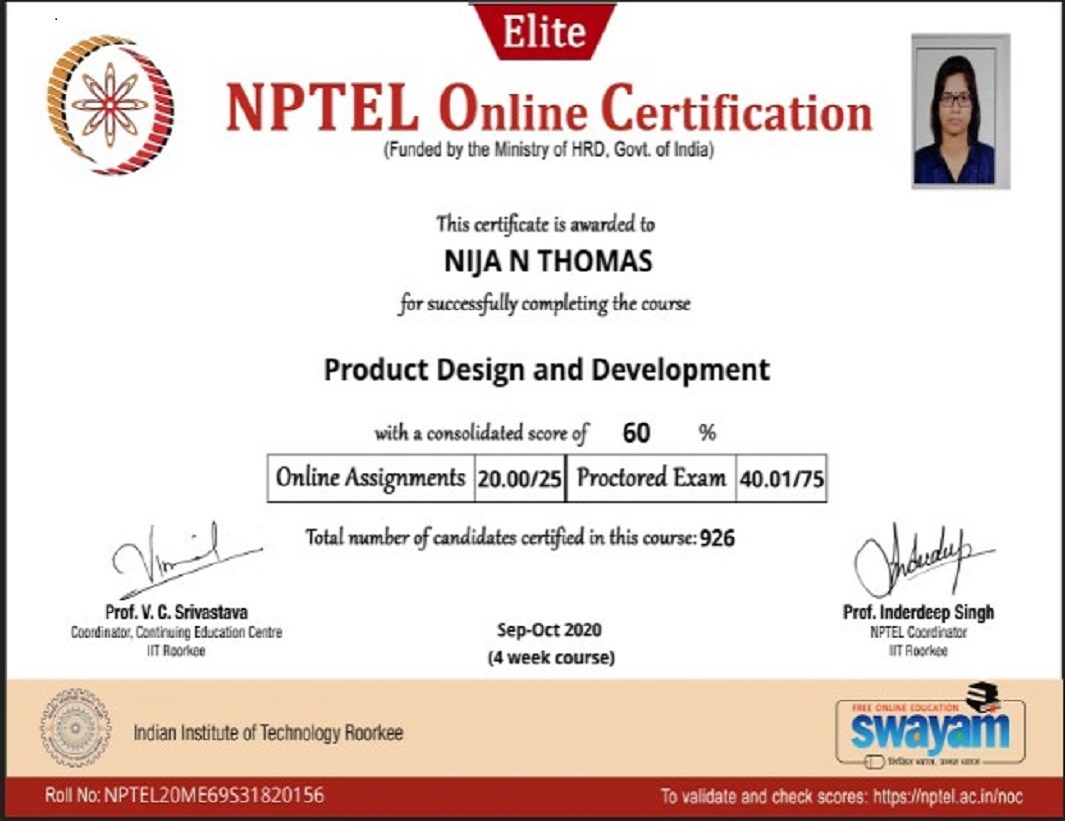 Elite
NPTEL Online Certification
(Funded by the Ministry of HRD, Govt. of India)
This certificate is awarded to
NIJA N THOMAS
for successfully completing the course
Product Design and Development
with a consolidated score of 60 %
Online Assignments 20.00/25 Proctored Exam 40.01/75
Total number of candidates certified in this course: 926
Prof. V. C. Srivastava
Coordinator, Continuing Education Centre
IIT Roorkee
Sep-Oct 2020
(4 week course)
Prof. Inderdeep Singh
NPTEL Coordinator
IIT Roorkee
Indian Institute of Technology Roorkee
FREE ONLINE EDUCATION
swayam
Roll No: NPTEL20ME69S31820156
To validate and check scores: https://nptel.ac.in/noc